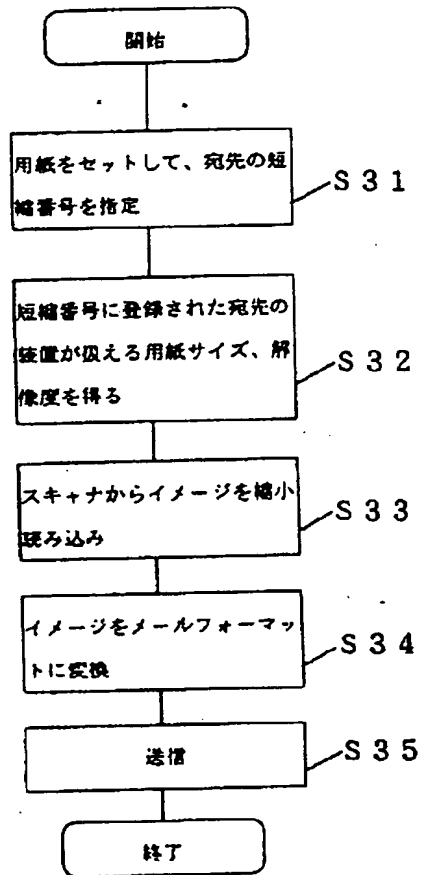 開始
用紙をセットして、宛先の短
縮番号を指定
S31
短縮番号に登録された宛先の
装置が扱える用紙サイズ、解
像度を得る
S32
スキャナからイメージを縮小
読み込み
S33
イメージをメールフォーマッ
トに変換
S34
送信
S35
終了